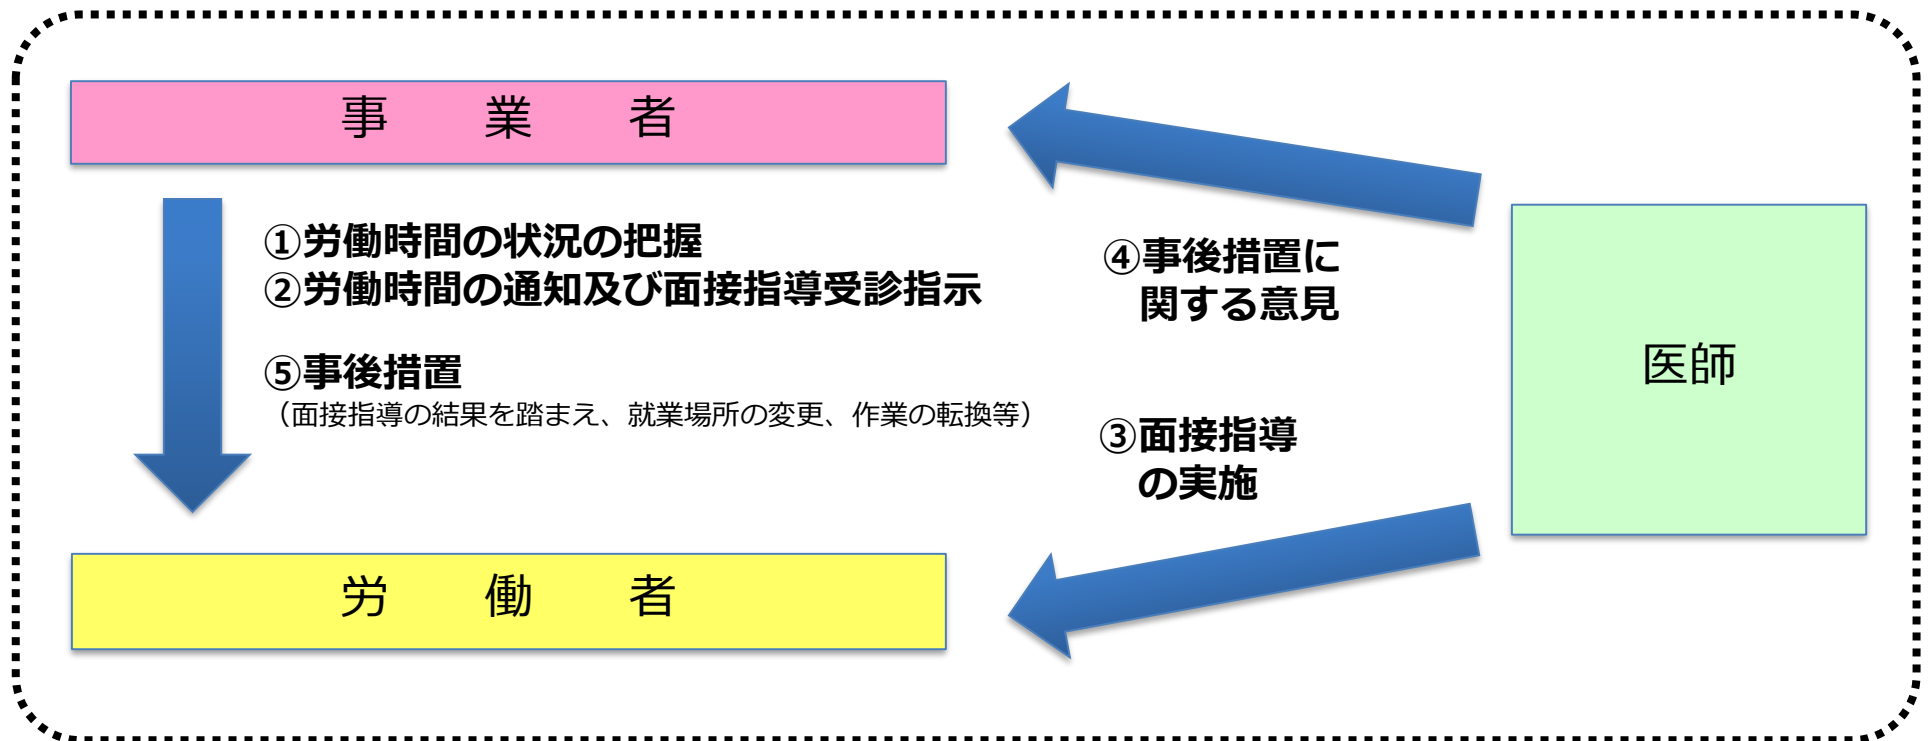 事　業　者
①労働時間の状況の把握
②労働時間の通知及び面接指導受診指示
⑤事後措置
（面接指導の結果を踏まえ、就業場所の変更、作業の転換等）
④事後措置に
関する意見
③面接指導
の実施
医師
労　働　者